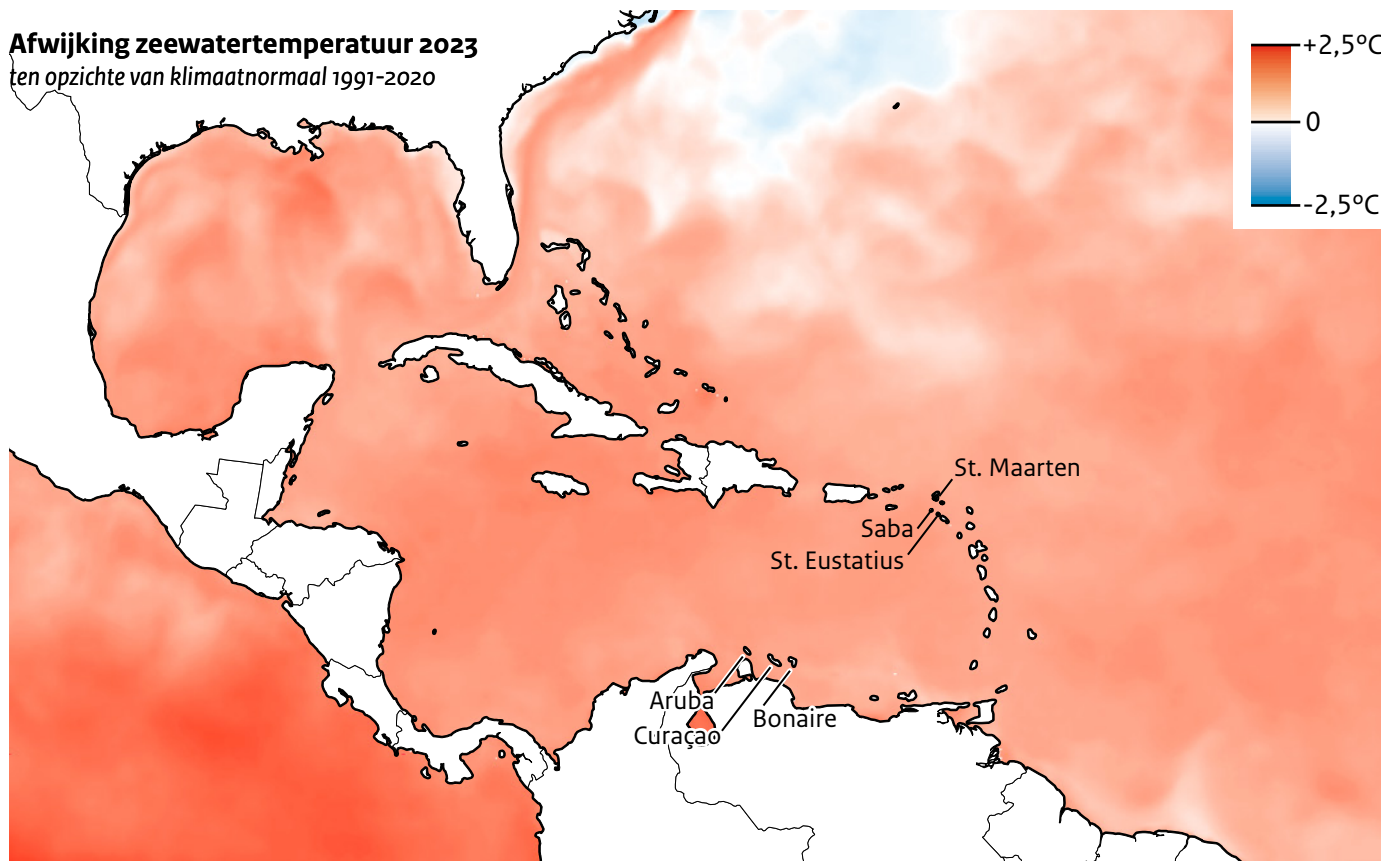 Afwijking zeewatertemperatuur 2023
ten opzichte van klimaatnormaal 1991-2020
+2,5°C
0
-2,5°C
St. Maarten
Saba
St. Eustatius
Aruba
Bonaire
Curaçao